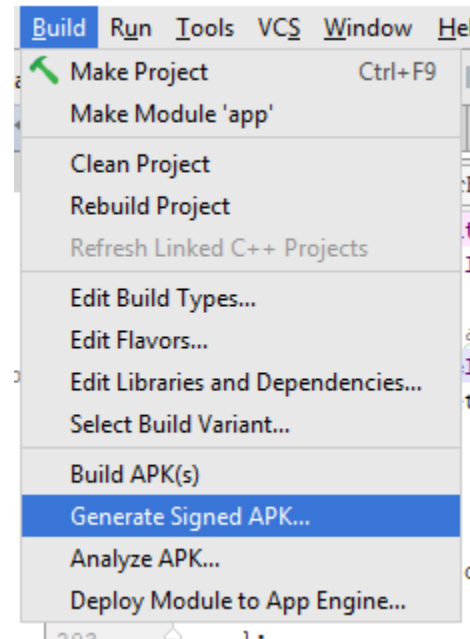 Build Run Tools VCS Window
Make Project Ctrl+F9
Make Module 'app'
Clean Project
Rebuild Project
Refresh Linked C++ Projects
Edit Build Types...
Edit Flavors...
Edit Libraries and Dependencies...
Select Build Variant...
Build APK(s)
Generate Signed APK...
Analyze APK...
Deploy Module to App Engine...